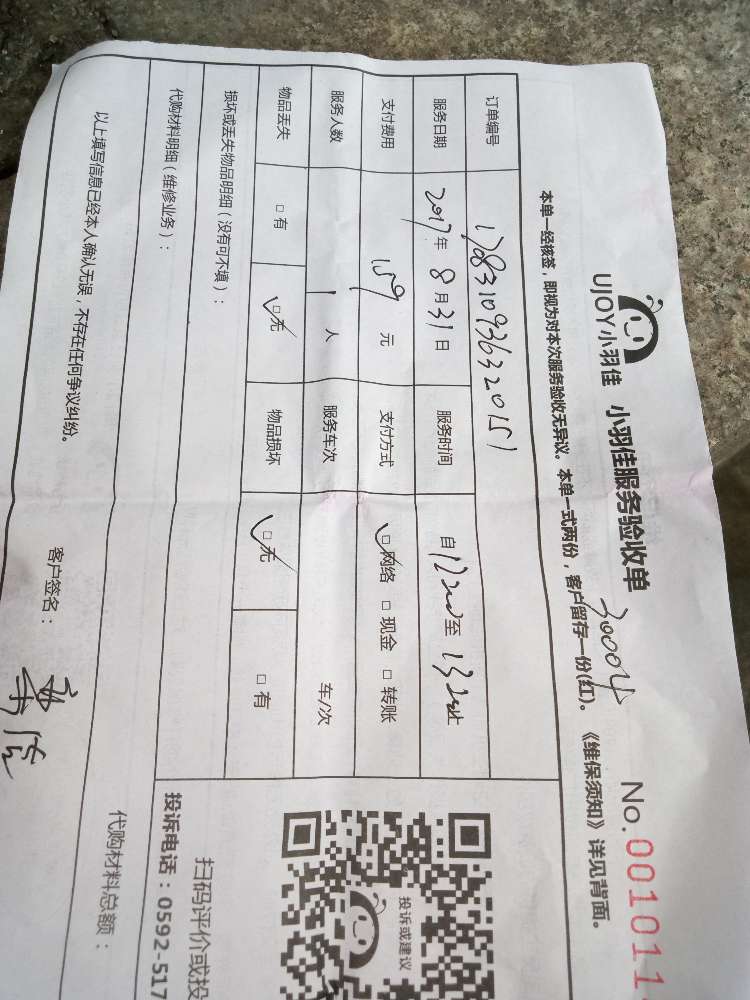 UJOY小羽佳 小羽佳服务验收单 No.001011
30004
本单一经核签，即视为对本次服务验收无异议。本单一式两份，客户留存一份(红)。《维保须知》详见背面。
订单编号 17083109363320151
服务日期 2017年8月31日 服务时间 自 至
支付费用 159元 支付方式 ☑网络 □现金 □转账
服务人数 1人 服务车次 车/次
物品丢失 □有 ☑无 物品损坏 ☑无 □有
损坏或丢失物品明细（没有可不填）：
代购材料明细（维修业务）：
代购材料总额：
以上填写信息已经本人确认无误，不存在任何争议纠纷。
客户签名：
投诉或建议
扫码评价或投
投诉电话：0592-517